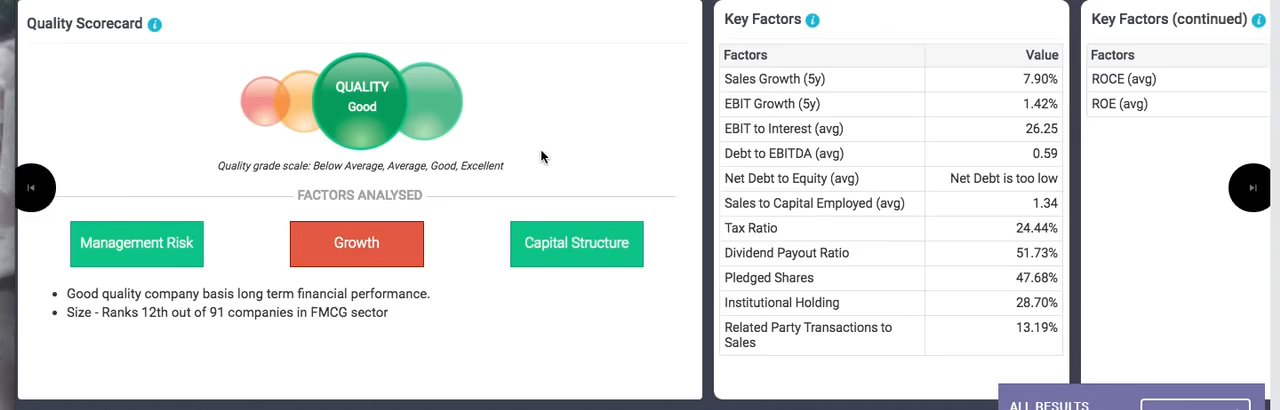 Quality Scorecard
QUALITY
Good
Quality grade scale: Below Average, Average, Good, Excellent
FACTORS ANALYSED
Management Risk
Growth
Capital Structure
• Good quality company basis long term financial performance.
• Size - Ranks 12th out of 91 companies in FMCG sector
Key Factors
Factors Value
Sales Growth (5y) 7.90%
EBIT Growth (5y) 1.42%
EBIT to Interest (avg) 26.25
Debt to EBITDA (avg) 0.59
Net Debt to Equity (avg) Net Debt is too low
Sales to Capital Employed (avg) 1.34
Tax Ratio 24.44%
Dividend Payout Ratio 51.73%
Pledged Shares 47.68%
Institutional Holding 28.70%
Related Party Transactions to 13.19%
Sales
Key Factors (continued)
Factors
ROCE (avg)
ROE (avg)
ALL RESULTS